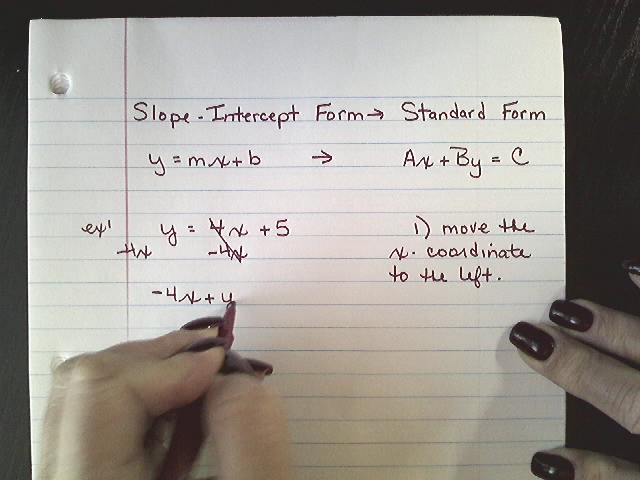 Slope-Intercept Form → Standard Form
y = mx + b → Ax + By = C
ex' y = 4x + 5 1) move the
-4x -4x x-coordinate
to the left.
-4x + y